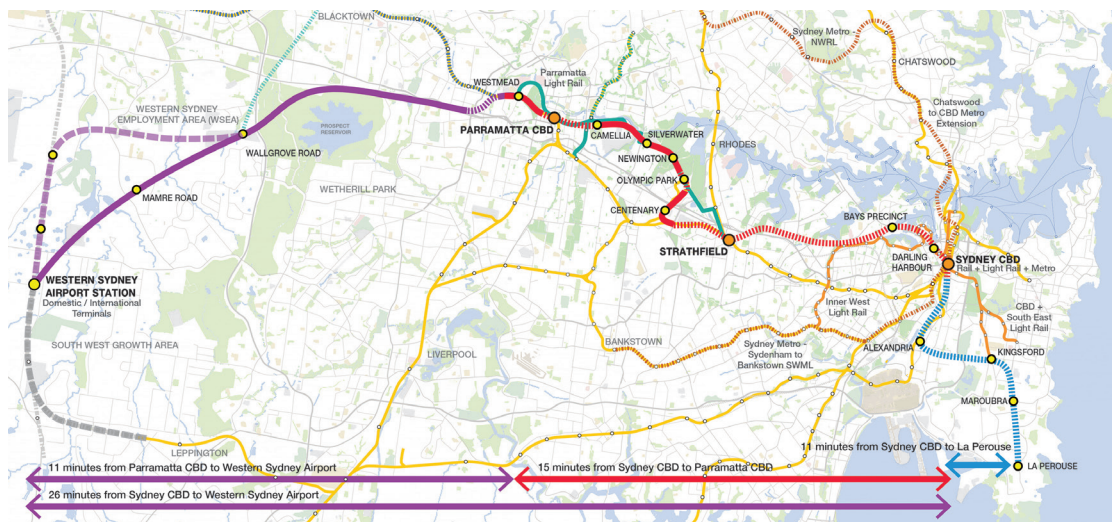 BLACKTOWN
Sydney Metro -
NWRL
CHATSWOOD
WESTMEAD
Parramatta
Light Rail
Chatswood
to CBD Metro
Extension
WESTERN SYDNEY
EMPLOYMENT AREA (WSEA)
PROSPECT
RESERVOIR
PARRAMATTA CBD
CAMELLIA
SILVERWATER
RHODES
WALLGROVE ROAD
NEWINGTON
WETHERILL PARK
OLYMPIC PARK
MAMRE ROAD
CENTENARY
BAYS PRECINCT
STRATHFIELD
DARLING
HARBOUR
SYDNEY CBD
Rail + Light Rail + Metro
WESTERN SYDNEY
AIRPORT STATION
Domestic / International
Terminals
Inner West
Light Rail
CBD +
South East
Light Rail
SOUTH WEST GROWTH AREA
LIVERPOOL
BANKSTOWN
Sydney Metro -
Sydenham to
Bankstown SWML
ALEXANDRIA
KINGSFORD
MAROUBRA
LEPPINGTON
11 minutes from Sydney CBD to La Perouse
11 minutes from Parramatta CBD to Western Sydney Airport
15 minutes from Sydney CBD to Parramatta CBD
LA PEROUSE
26 minutes from Sydney CBD to Western Sydney Airport